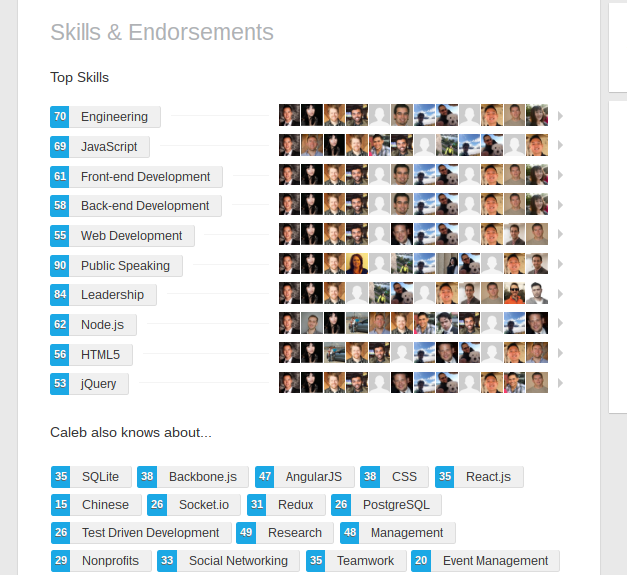 Skills & Endorsements
Top Skills
70 Engineering
69 JavaScript
61 Front-end Development
58 Back-end Development
55 Web Development
90 Public Speaking
84 Leadership
62 Node.js
56 HTML5
53 jQuery
Caleb also knows about...
35 SQLite 38 Backbone.js 47 AngularJS 38 CSS 35 React.js
15 Chinese 26 Socket.io 31 Redux 26 PostgreSQL
26 Test Driven Development 49 Research 48 Management
29 Nonprofits 33 Social Networking 35 Teamwork 20 Event Management